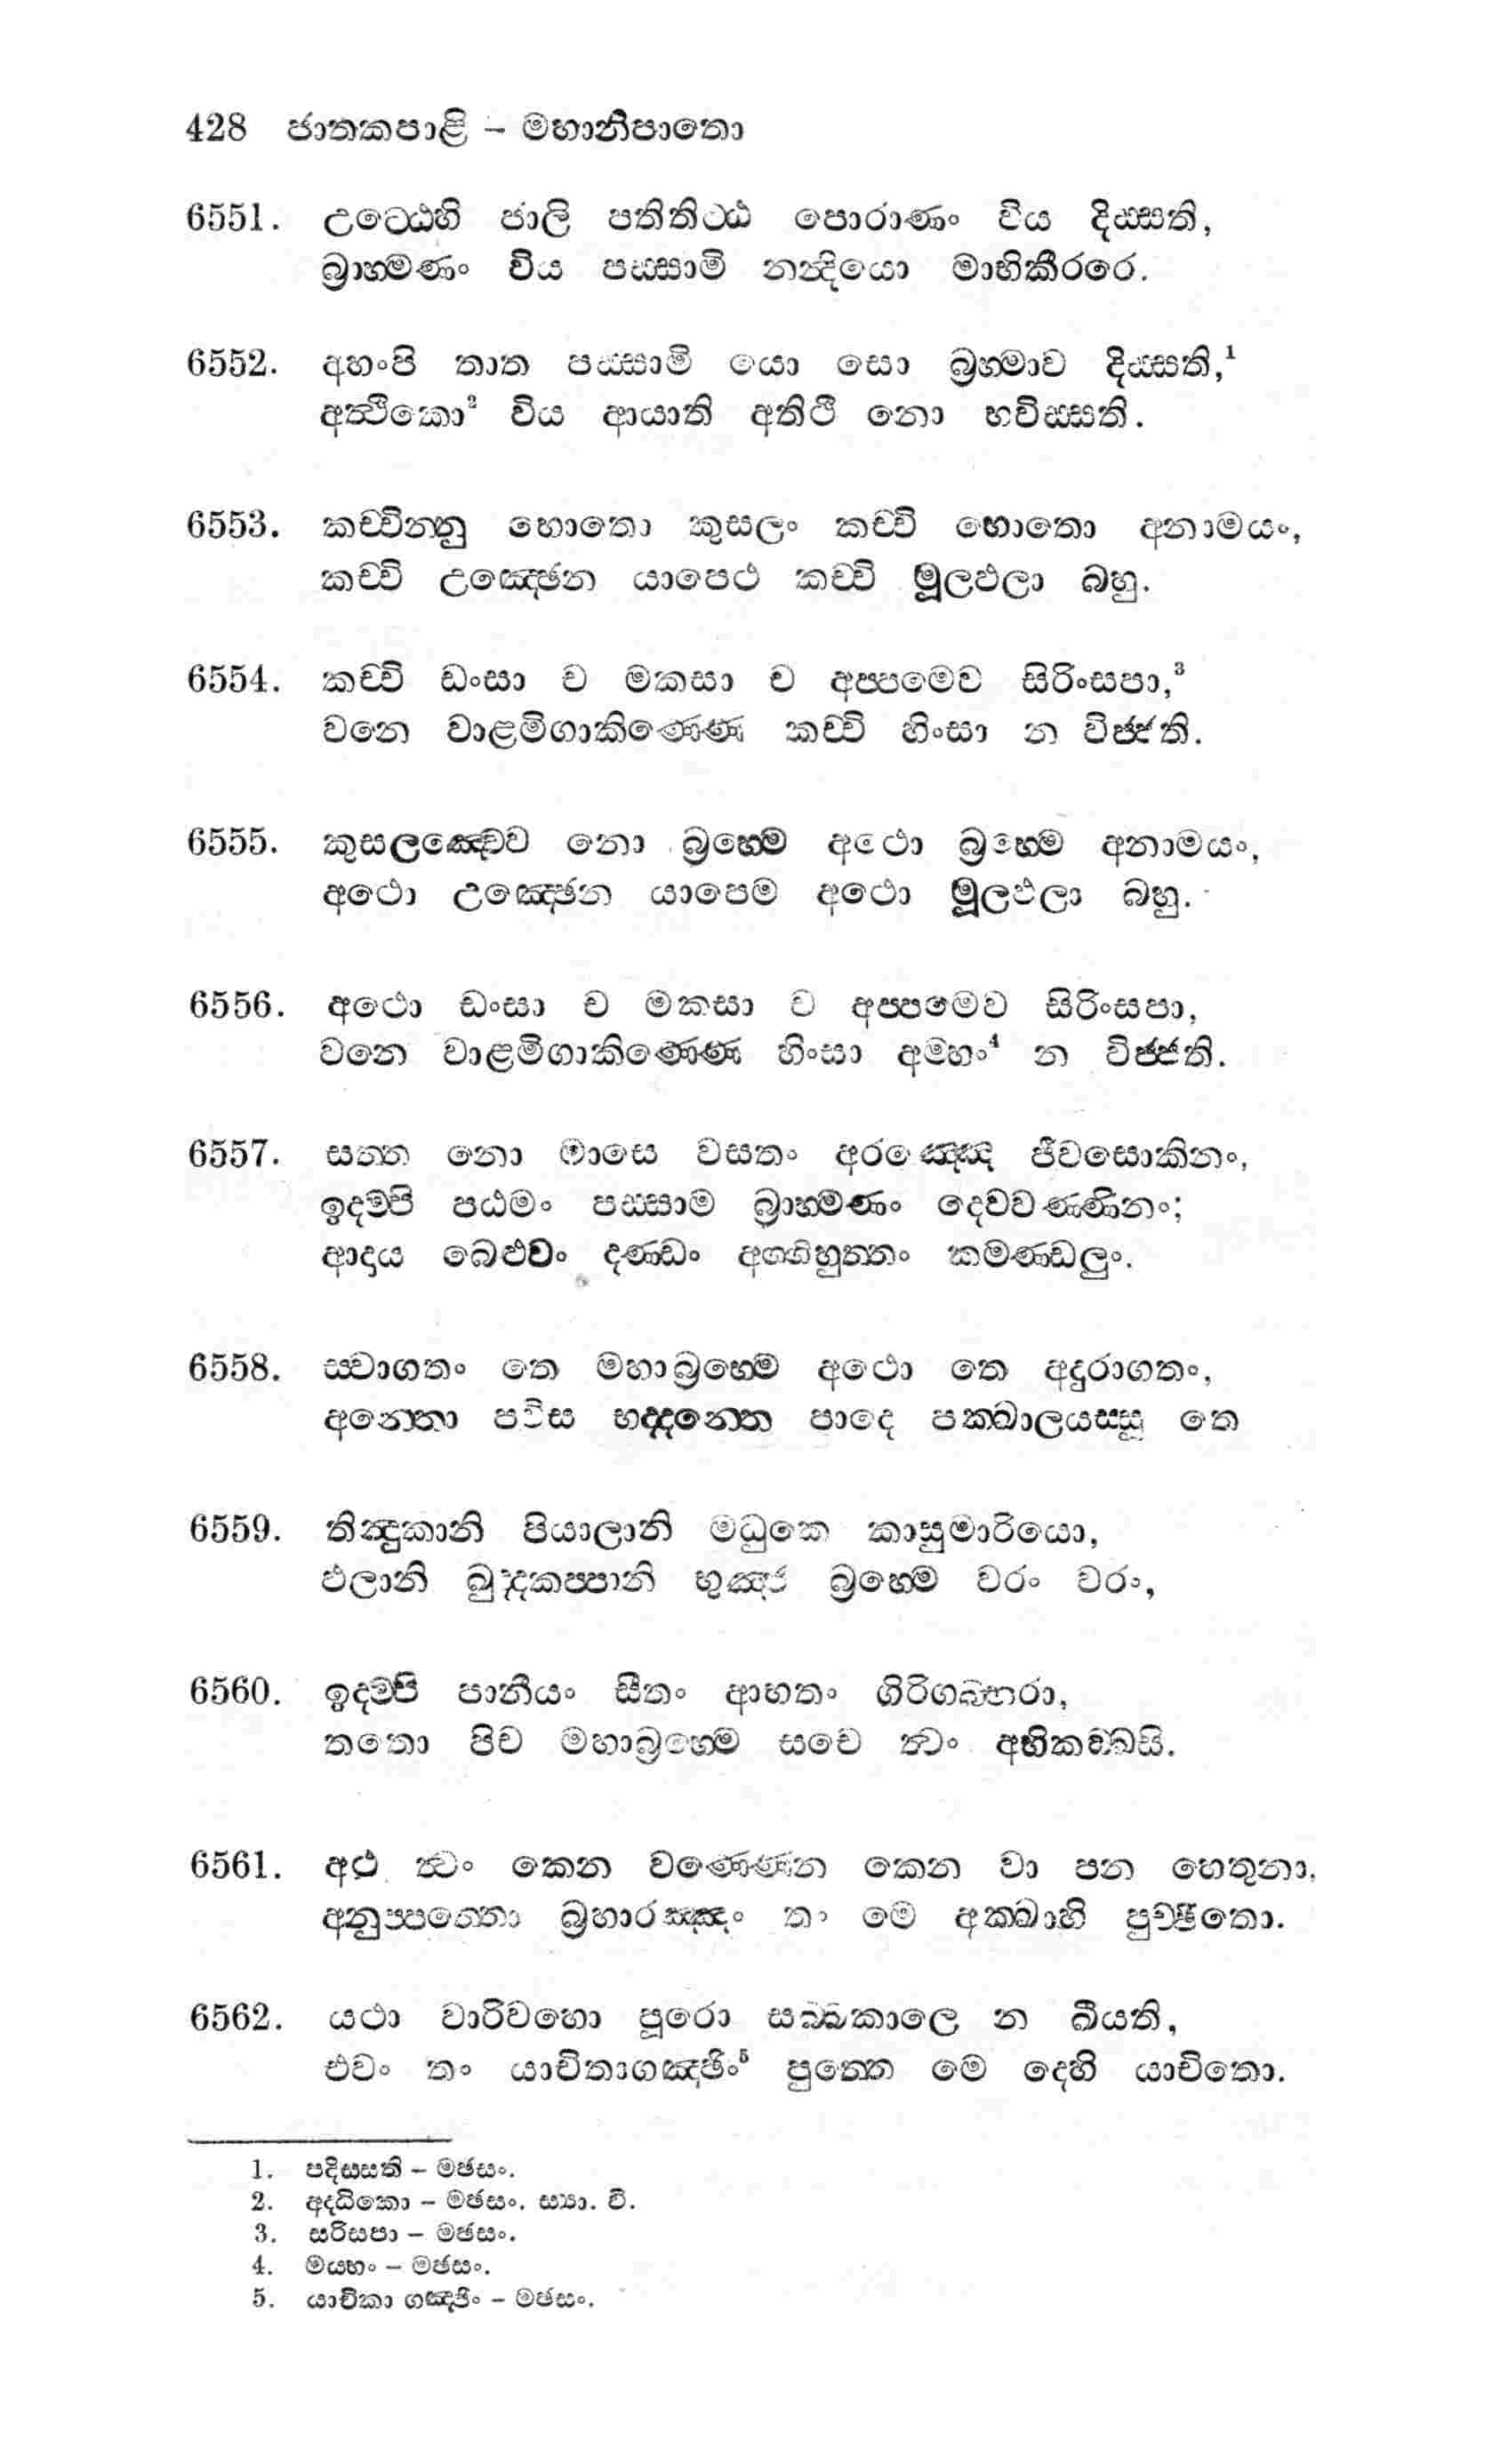 428 ජාතකපාළි – මහානිපාතො
6551. උට්ඨෙහි ජාලි පතිතිට්ඨ පොරාණං විය දිස්සති,
බ්‍රාහ්මණං විය පස්සාමි නන්දියො මාභිකීරරෙ.
6552. අහංපි තාත පස්සාමි යො සො බ්‍රහ්මාව දිස්සති,¹
අත්ථිකො² විය ආයාති අතිථී නො භවිස්සති.
6553. කච්චින්නු භොතො කුසලං කච්චි භොතො අනාමයං,
කච්චි උඤ්ඡෙන යාපෙථ කච්චි මූලඵලා බහු.
6554. කච්චි ඩංසා ච මකසා ච අප්පමෙව සිරිංසපා,³
වනෙ වාළමිගාකිණ්ණෙ කච්චි හිංසා න විජ්ජති.
6555. කුසලඤ්චෙව නො බ්‍රහ්මෙ අථො බ්‍රහ්මෙ අනාමයං,
අථො උඤ්ඡෙන යාපෙම අථො මූලඵලා බහු.
6556. අථො ඩංසා ච මකසා ච අප්පමෙව සිරිංසපා,
වනෙ වාළමිගාකිණ්ණෙ හිංසා අම්හං⁴ න විජ්ජති.
6557. සත්ත නො මාසෙ වසතං අරඤ්ඤෙ ජීවසොකිනං,
ඉදම්පි පඨමං පස්සාම බ්‍රාහ්මණං දෙවවණ්ණිනං;
ආදාය බෙළුවං දණ්ඩං අග්ගිහුත්තං කමණ්ඩලුං.
6558. ස්වාගතං තෙ මහාබ්‍රහ්මෙ අථො තෙ අදුරාගතං,
අන්තො පවිස භද්දන්තෙ පාදෙ පක්ඛාලයස්සු තෙ
6559. තින්දුකානි පියාලානි මධුකෙ කාසුමාරියො,
ඵලානි ඛුද්දකප්පානි භුඤ්ජ බ්‍රහ්මෙ වරං වරං,
6560. ඉදම්පි පානීයං සීතං ආභතං ගිරිගබ්භරා,
තතො පිව මහාබ්‍රහ්මෙ සචෙ ත්වං අභිකඞ්ඛසි.
6561. අථ ත්වං කෙන වණ්ණෙන කෙන වා පන හෙතුනා,
අනුප්පත්තො බ්‍රහාරඤ්ඤං තං මෙ අක්ඛාහි පුච්ඡිතො.
6562. යථා වාරිවහො පූරො සබ්බකාලෙ න ඛීයති,
එවං තං යාචිතාගඤ්ඡිං⁵ පුත්තෙ මෙ දෙහි යාචිතො.
1. පදිස්සති – මඡසං.
2. අද්ධිකො – මඡසං. ස්‍යා. වි.
3. සරිසපා – මඡසං.
4. මය්හං – මඡසං.
5. යාචිකා ගඤ්ඡිං – මඡසං.